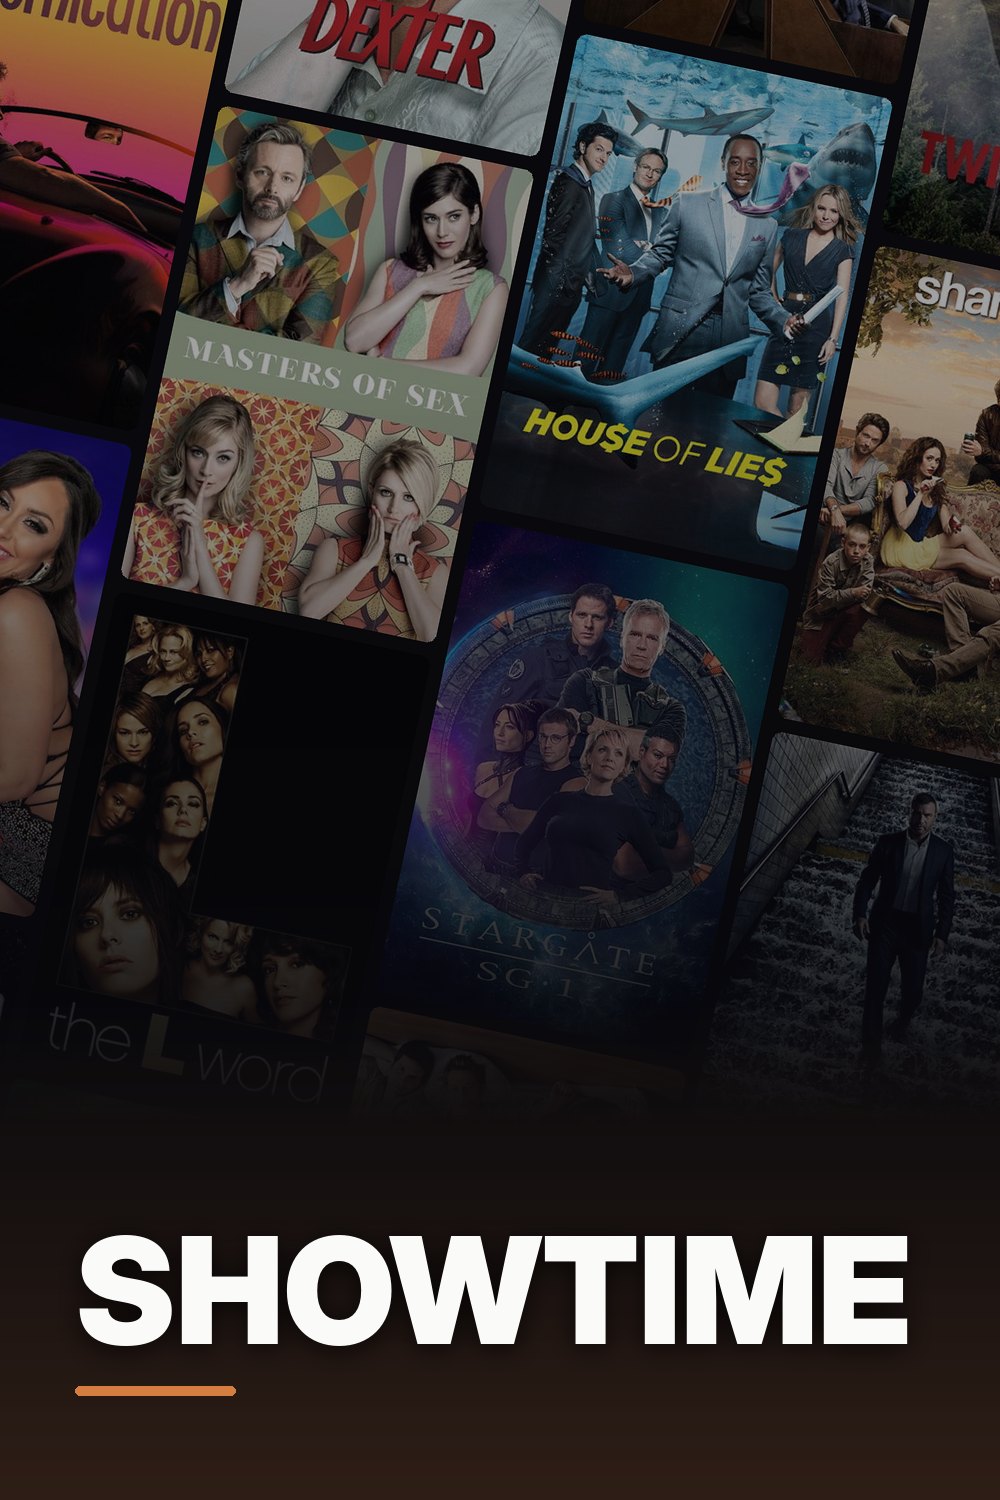 DEXTER
MASTERS OF SEX
HOU$E OF LIE$
STARGATE
SG·1
the L word
SHOWTIME